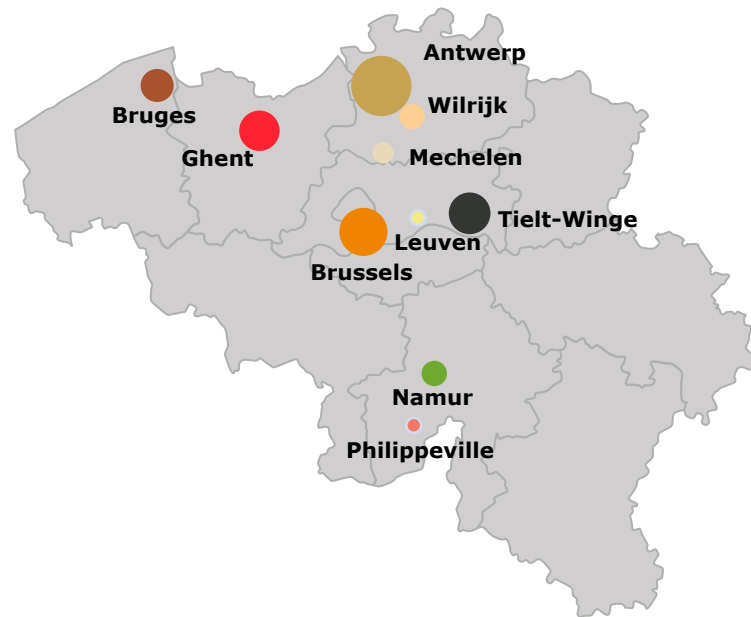 Antwerp
Bruges
Wilrijk
Ghent
Mechelen
Tielt-Winge
Leuven
Brussels
Namur
Philippeville